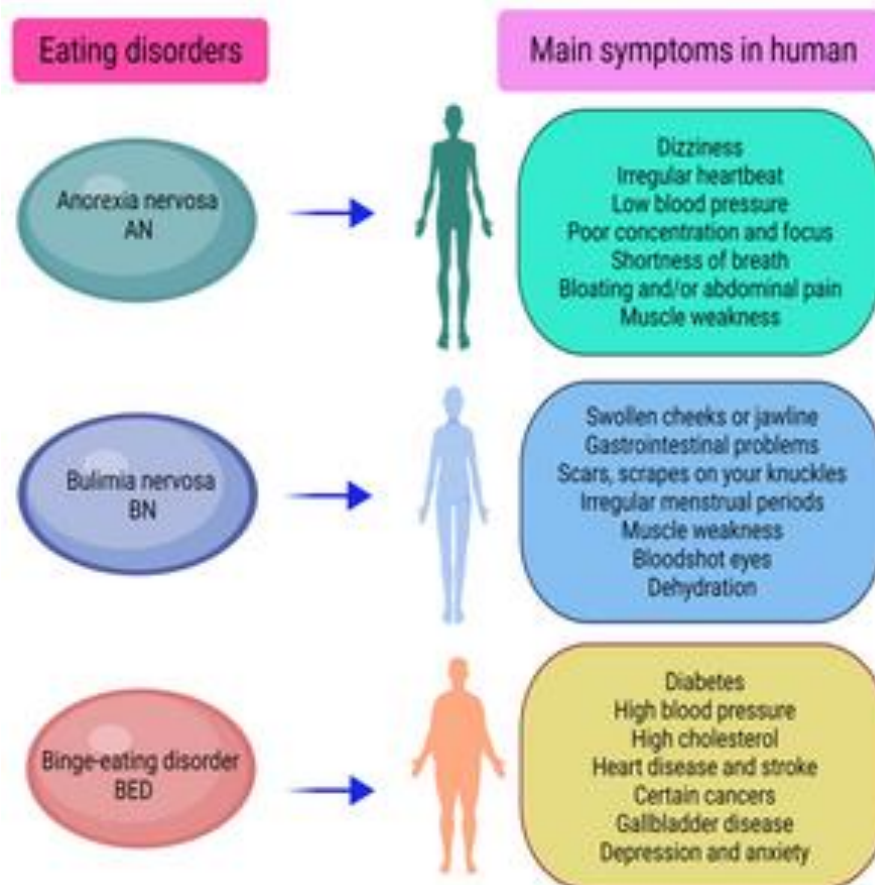 Eating disorders
Main symptoms in human
Anorexia nervosa
AN
Dizziness
Irregular heartbeat
Low blood pressure
Poor concentration and focus
Shortness of breath
Bloating and/or abdominal pain
Muscle weakness
Bulimia nervosa
BN
Swollen cheeks or jawline
Gastrointestinal problems
Scars, scrapes on your knuckles
Irregular menstrual periods
Muscle weakness
Bloodshot eyes
Dehydration
Binge-eating disorder
BED
Diabetes
High blood pressure
High cholesterol
Heart disease and stroke
Certain cancers
Gallbladder disease
Depression and anxiety